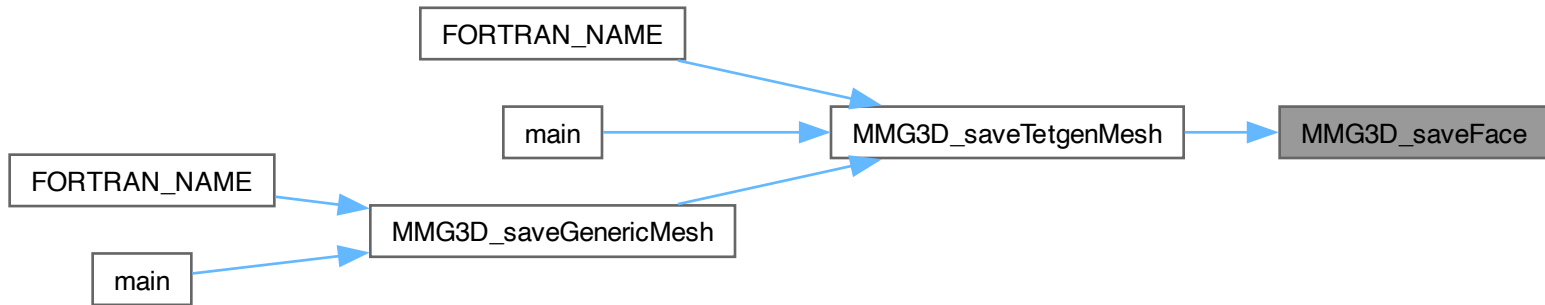 FORTRAN_NAME
main
MMG3D_saveTetgenMesh
MMG3D_saveFace
FORTRAN_NAME
MMG3D_saveGenericMesh
main